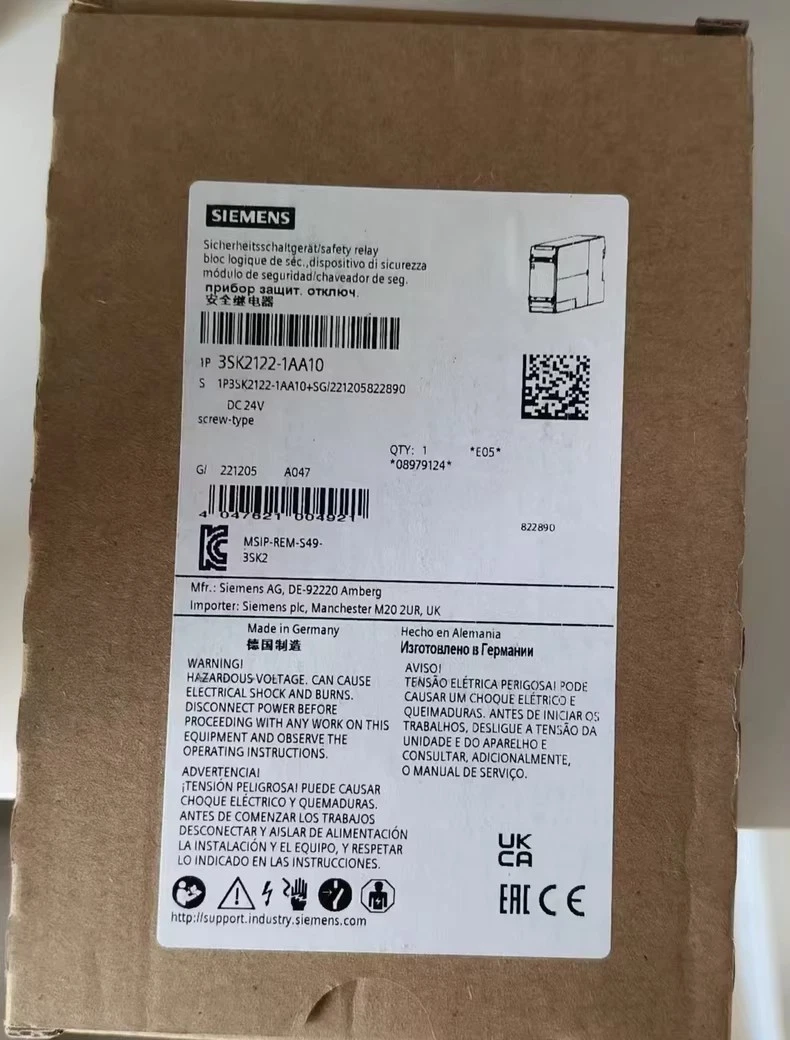 SIEMENS
Sicherheitsschaltgerät/safety relay
bloc logique de séc.,dispositivo di sicurezza
módulo de seguridad/chaveador de seg.
прибор защит. отключ.
安全继电器
1P 3SK2122-1AA10
S 1P3SK2122-1AA10+SG/221205822890
DC 24V
screw-type
QTY: 1 *E05*
*08979124*
G/ 221205 A047
4 047621 004921
822890
MSIP-REM-S49-
3SK2
Mfr.: Siemens AG, DE-92220 Amberg
Importer: Siemens plc, Manchester M20 2UR, UK
Made in Germany
德国制造
Hecho en Alemania
Изготовлено в Германии
WARNING!
HAZARDOUS VOLTAGE. CAN CAUSE
ELECTRICAL SHOCK AND BURNS.
DISCONNECT POWER BEFORE
PROCEEDING WITH ANY WORK ON THIS
EQUIPMENT AND OBSERVE THE
OPERATING INSTRUCTIONS.
ADVERTENCIA!
¡TENSIÓN PELIGROSA! PUEDE CAUSAR
CHOQUE ELÉCTRICO Y QUEMADURAS.
ANTES DE COMENZAR LOS TRABAJOS
DESCONECTAR Y AISLAR DE ALIMENTACIÓN
LA INSTALACIÓN Y EL EQUIPO, Y RESPETAR
LO INDICADO EN LAS INSTRUCCIONES.
AVISO!
TENSÃO ELÉTRICA PERIGOSA! PODE
CAUSAR UM CHOQUE ELÉTRICO E
QUEIMADURAS. ANTES DE INICIAR OS
TRABALHOS, DESLIGUE A TENSÃO DA
UNIDADE E DO APARELHO E
CONSULTAR, ADICIONALMENTE,
O MANUAL DE SERVIÇO.
UK
CA
EAC CE
http://support.industry.siemens.com